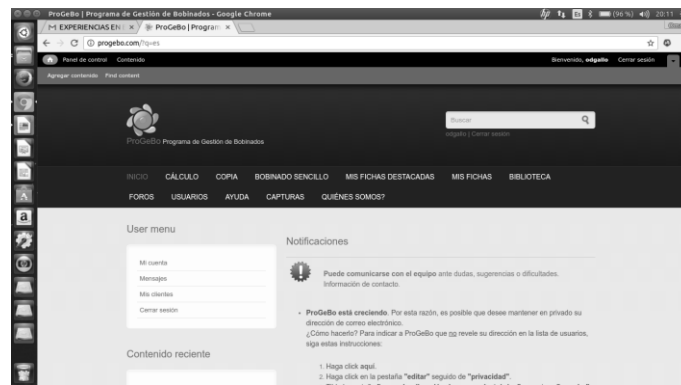 ProGeBo | Programa de Gestión de Bobinados - Google Chrome
Es (96 %) 20:11
EXPERIENCIAS EN ProGeBo | Program
progebo.com/?q=es
Panel de control Contenido Bienvenido, odgallo Cerrar sesión
Agregar contenido Find content
Buscar
ProGeBo Programa de Gestión de Bobinados
odgallo | Cerrar sesión
INICIO CÁLCULO COPIA BOBINADO SENCILLO MIS FICHAS DESTACADAS MIS FICHAS BIBLIOTECA
FOROS USUARIOS AYUDA CAPTURAS QUIÉNES SOMOS?
User menu
Notificaciones
Mi cuenta
Mensajes
Mis clientes
Cerrar sesión
Puede comunicarse con el equipo ante dudas, sugerencias o dificultades.
Información de contacto.
ProGeBo está creciendo. Por esta razón, es posible que desee mantener en privado su
dirección de correo electrónico.
¿Cómo hacerlo? Para indicar a ProGeBo que no revele su dirección en la lista de usuarios,
siga estas instrucciones:
Contenido reciente
1. Haga click aquí.
2. Haga click en la pestaña "editar" seguido de "privacidad".